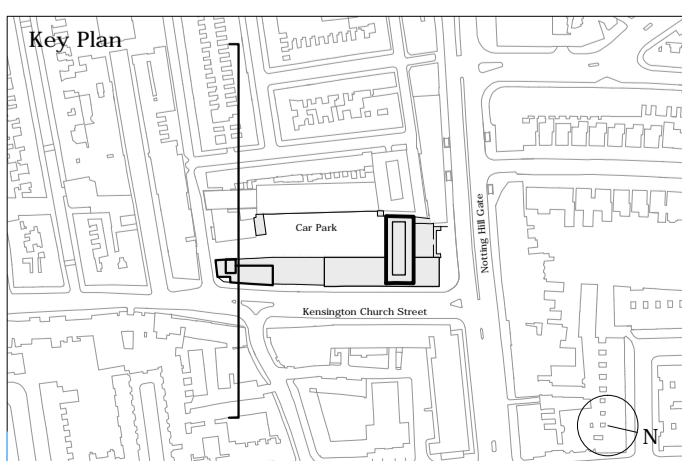 Key Plan
Car Park
Notting Hill Gate
Kensington Church Street
N